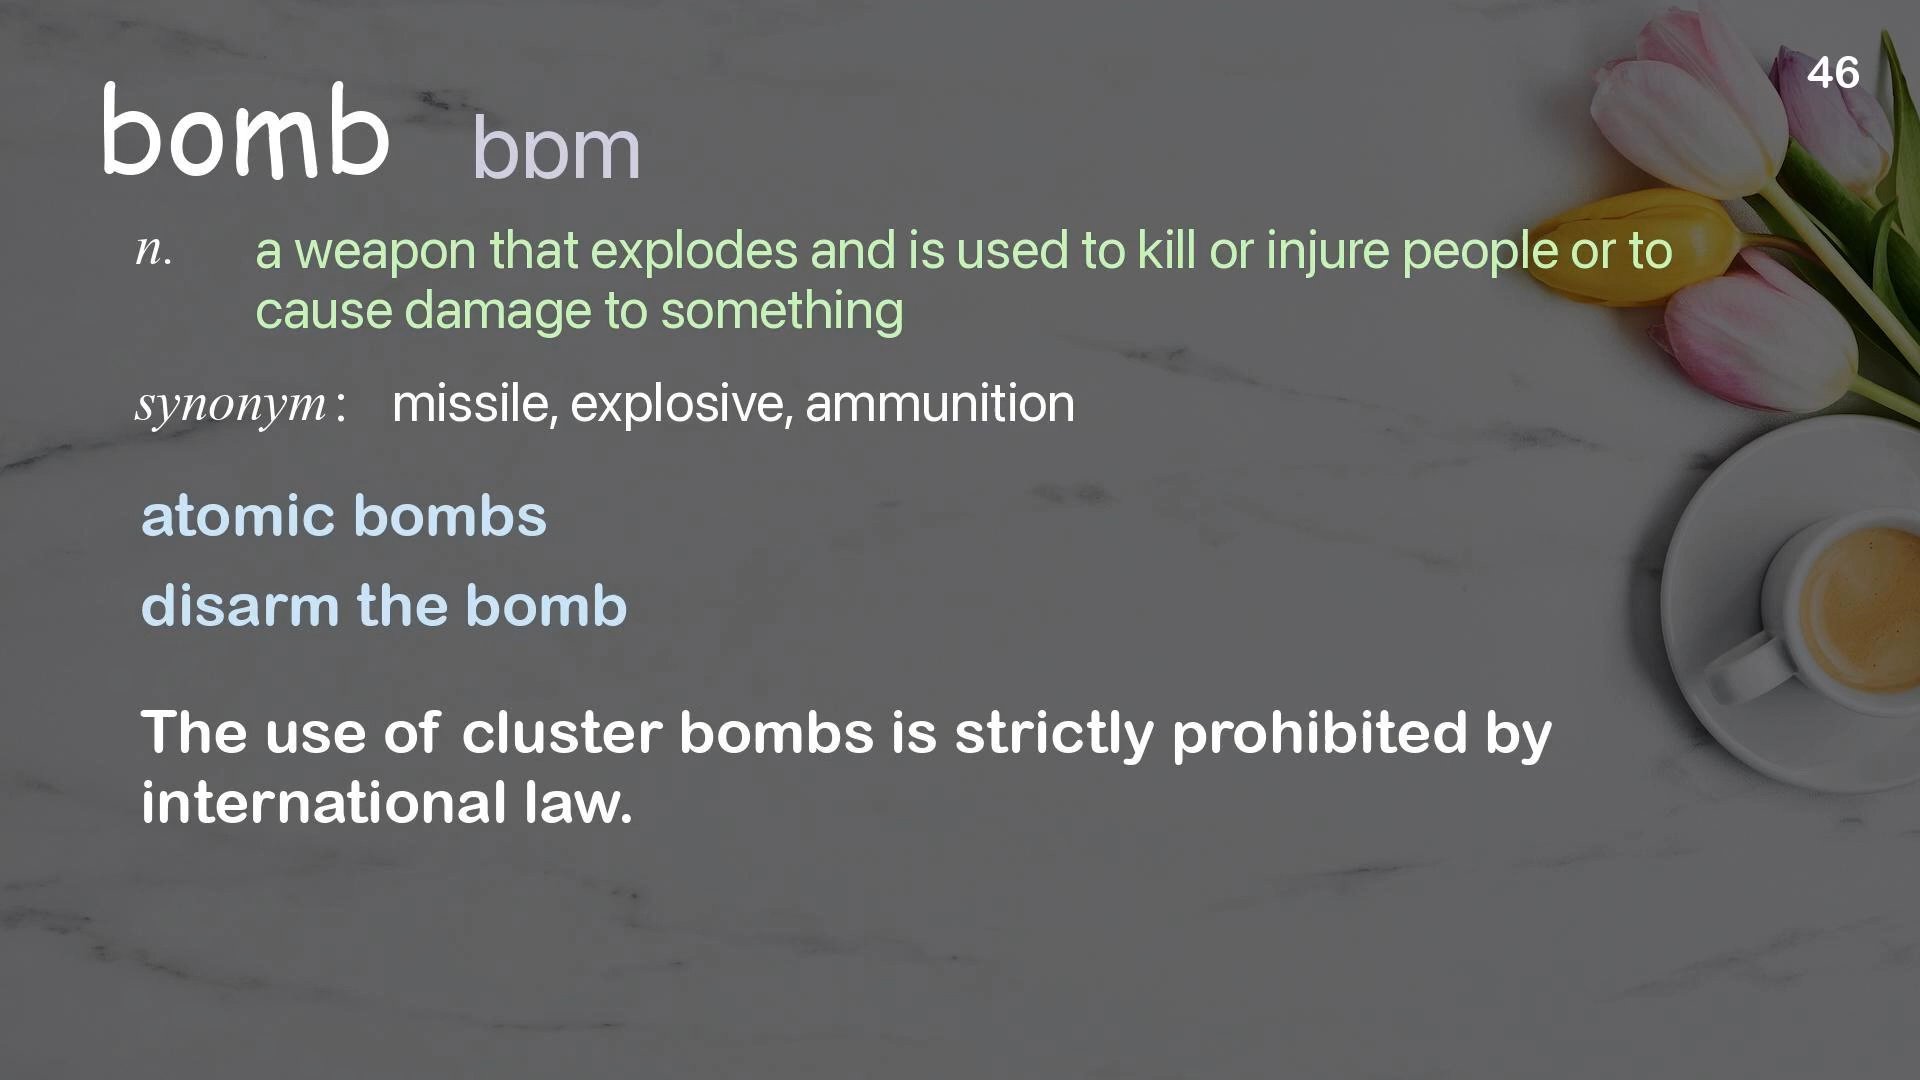 46
bomb bɒm
n. a weapon that explodes and is used to kill or injure people or to
cause damage to something
synonym: missile, explosive, ammunition
atomic bombs
disarm the bomb
The use of cluster bombs is strictly prohibited by
international law.